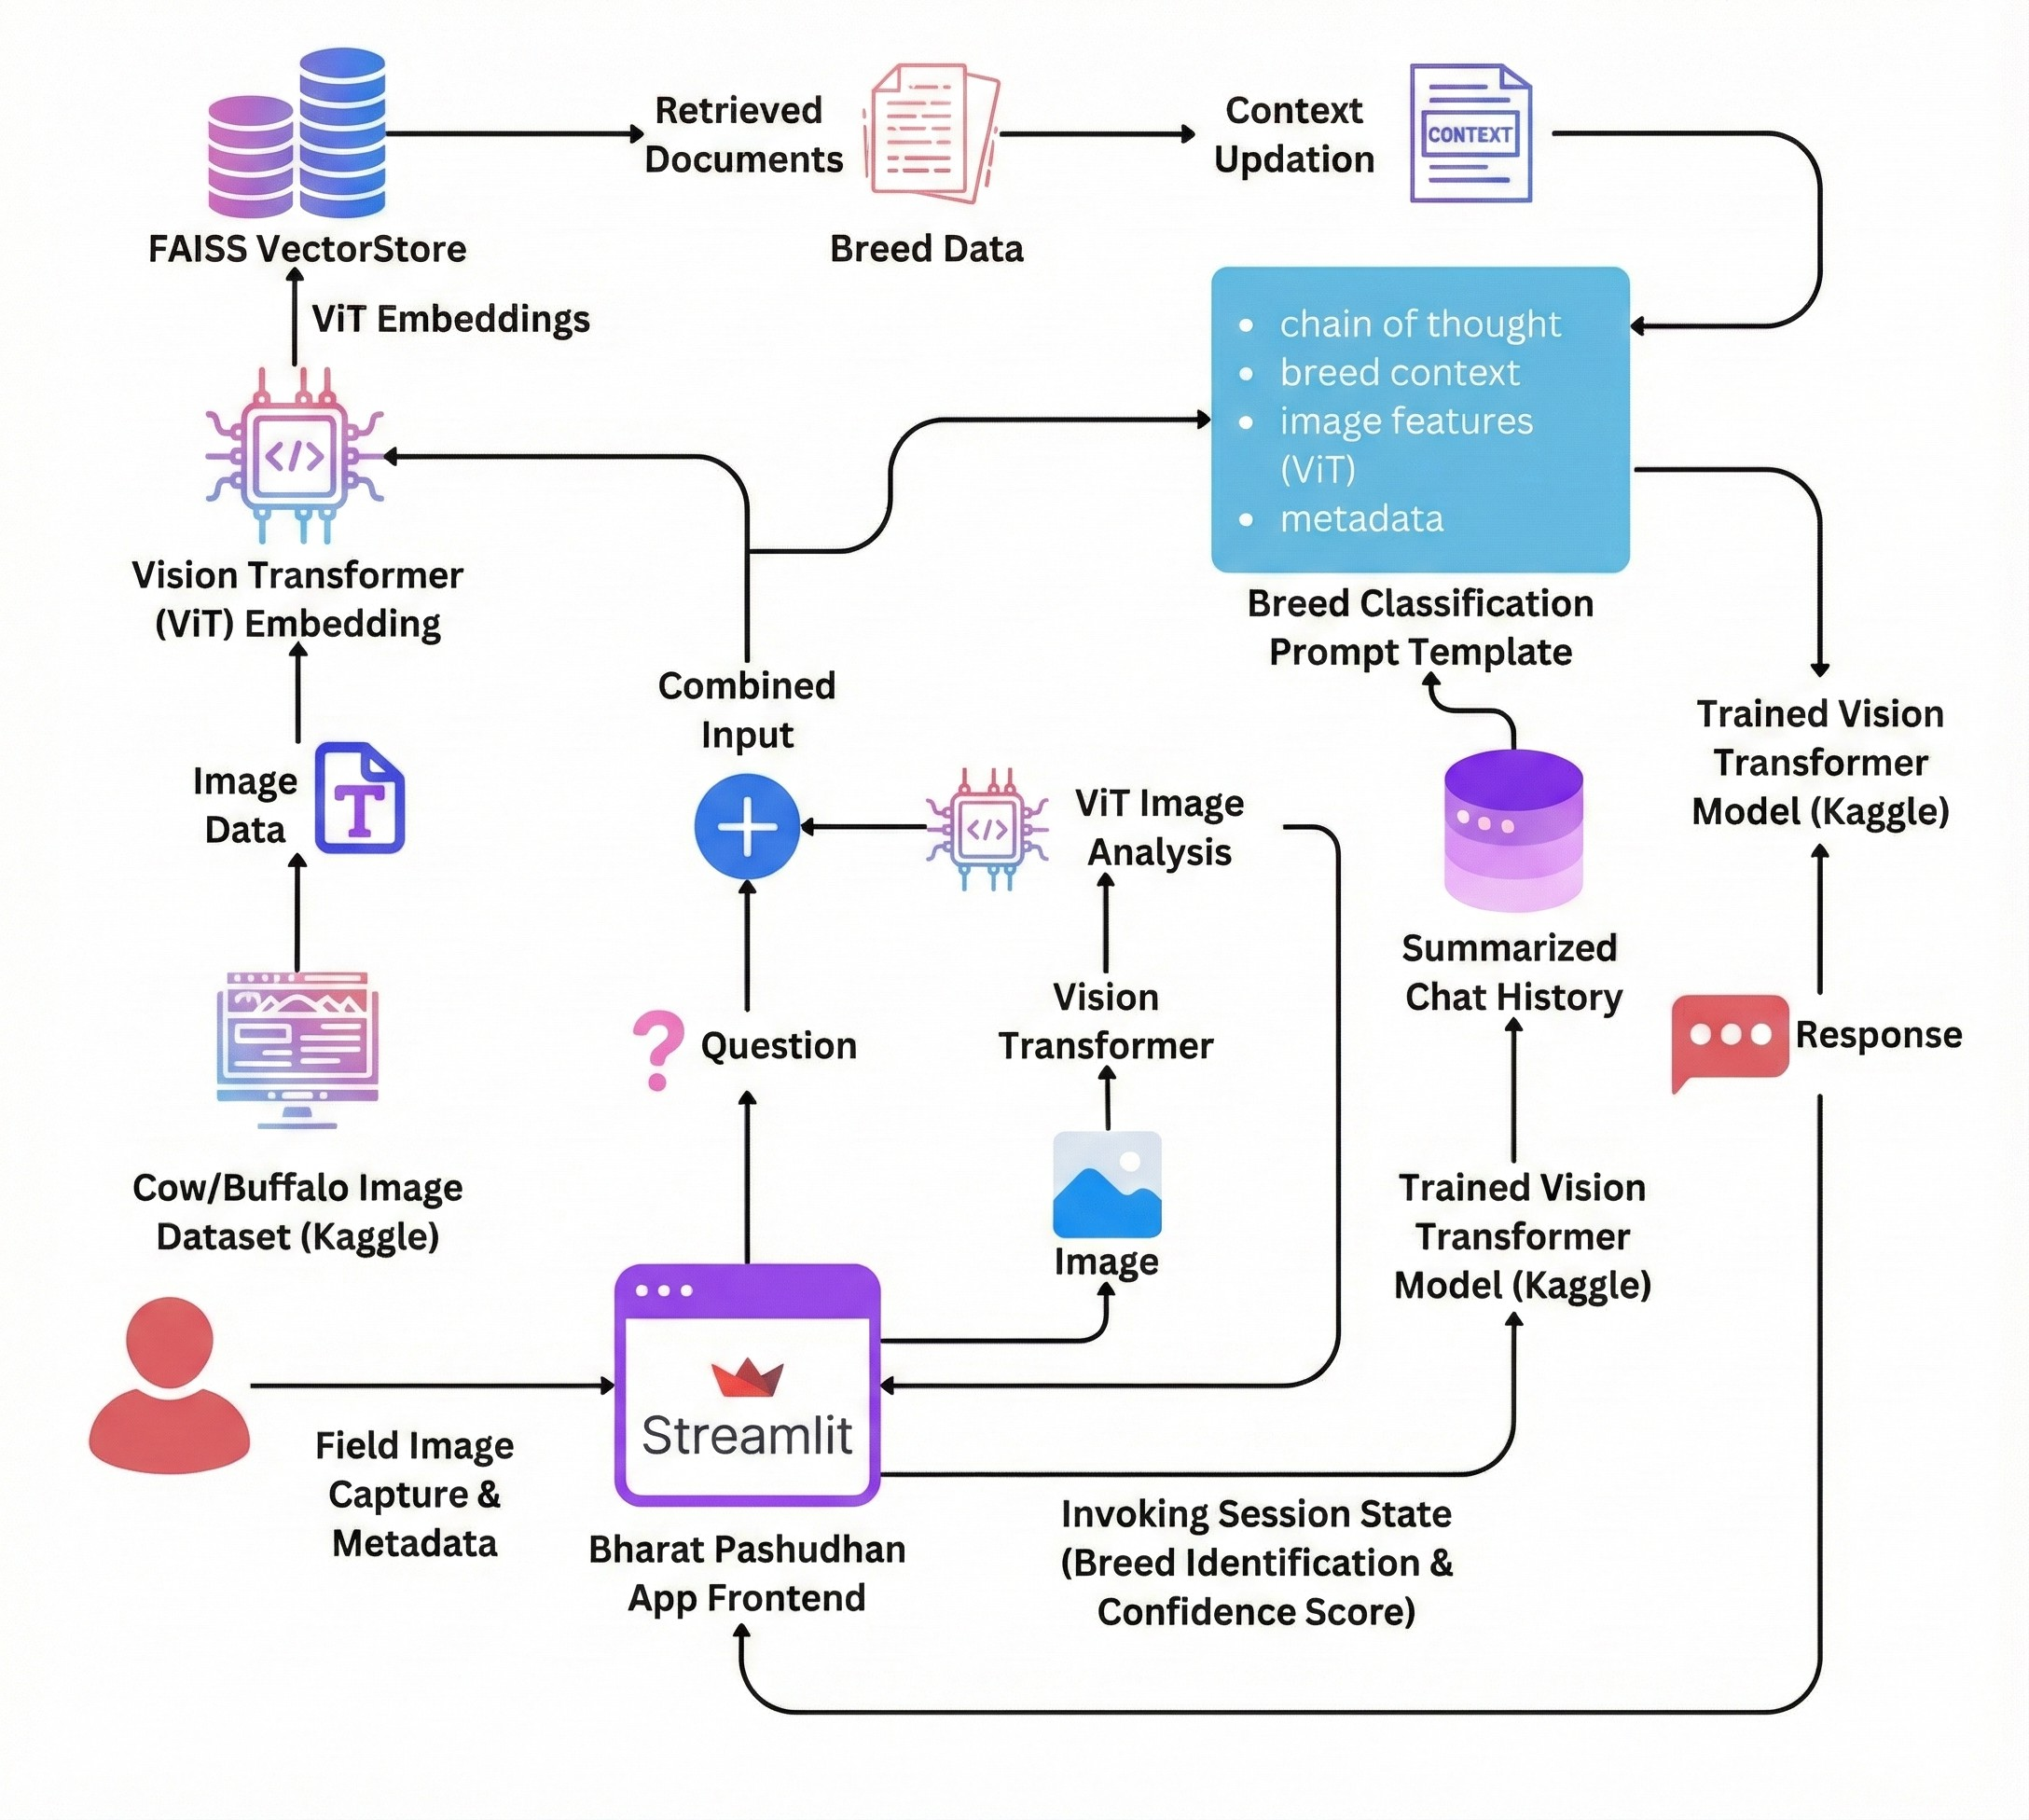 Retrieved
Documents
Breed Data
Context
Updation
CONTEXT
FAISS VectorStore
ViT Embeddings
</>
Vision Transformer
(ViT) Embedding
Image
Data
T
Cow/Buffalo Image
Dataset (Kaggle)
• chain of thought
• breed context
• image features
(ViT)
• metadata
Breed Classification
Prompt Template
Combined
Input
</>
ViT Image
Analysis
? Question
Vision
Transformer
Image
Summarized
Chat History
Trained Vision
Transformer
Model (Kaggle)
Trained Vision
Transformer
Model (Kaggle)
Response
Field Image
Capture &
Metadata
Streamlit
Bharat Pashudhan
App Frontend
Invoking Session State
(Breed Identification &
Confidence Score)